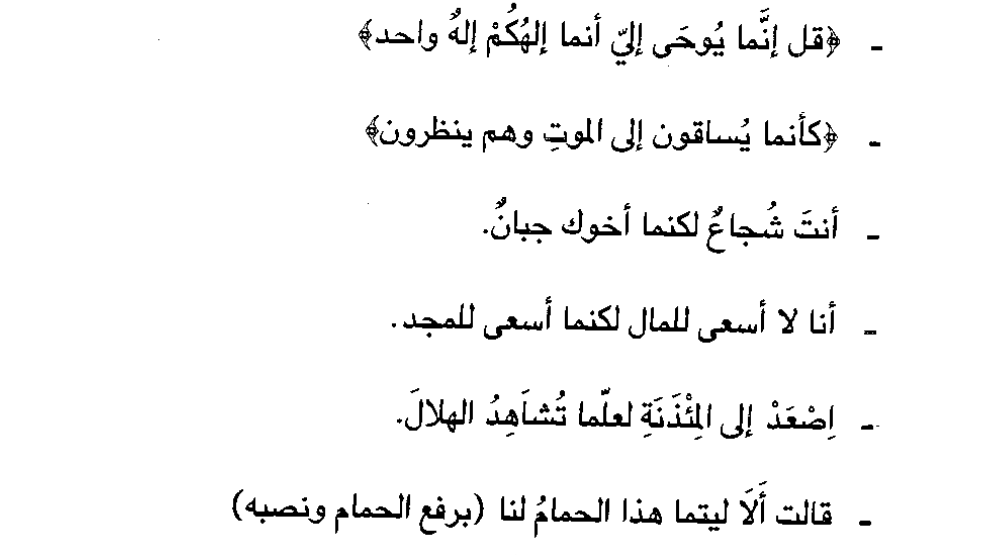 - ﴿قل إنَّما يُوحَى إليّ أنما إلهُكُمْ إلهٌ واحد﴾
- ﴿كأنما يُساقون إلى الموتِ وهم ينظرون﴾
- أنتَ شُجاعٌ لكنما أخوك جبانٌ.
- أنا لا أسعى للمال لكنما أسعى للمجد.
- اِصْعَدْ إلى المِئْذَنَةِ لعلّما تُشاَهِدُ الهلالَ.
- قالت أَلَا ليتما هذا الحمامُ لنا (برفع الحمام ونصبه)